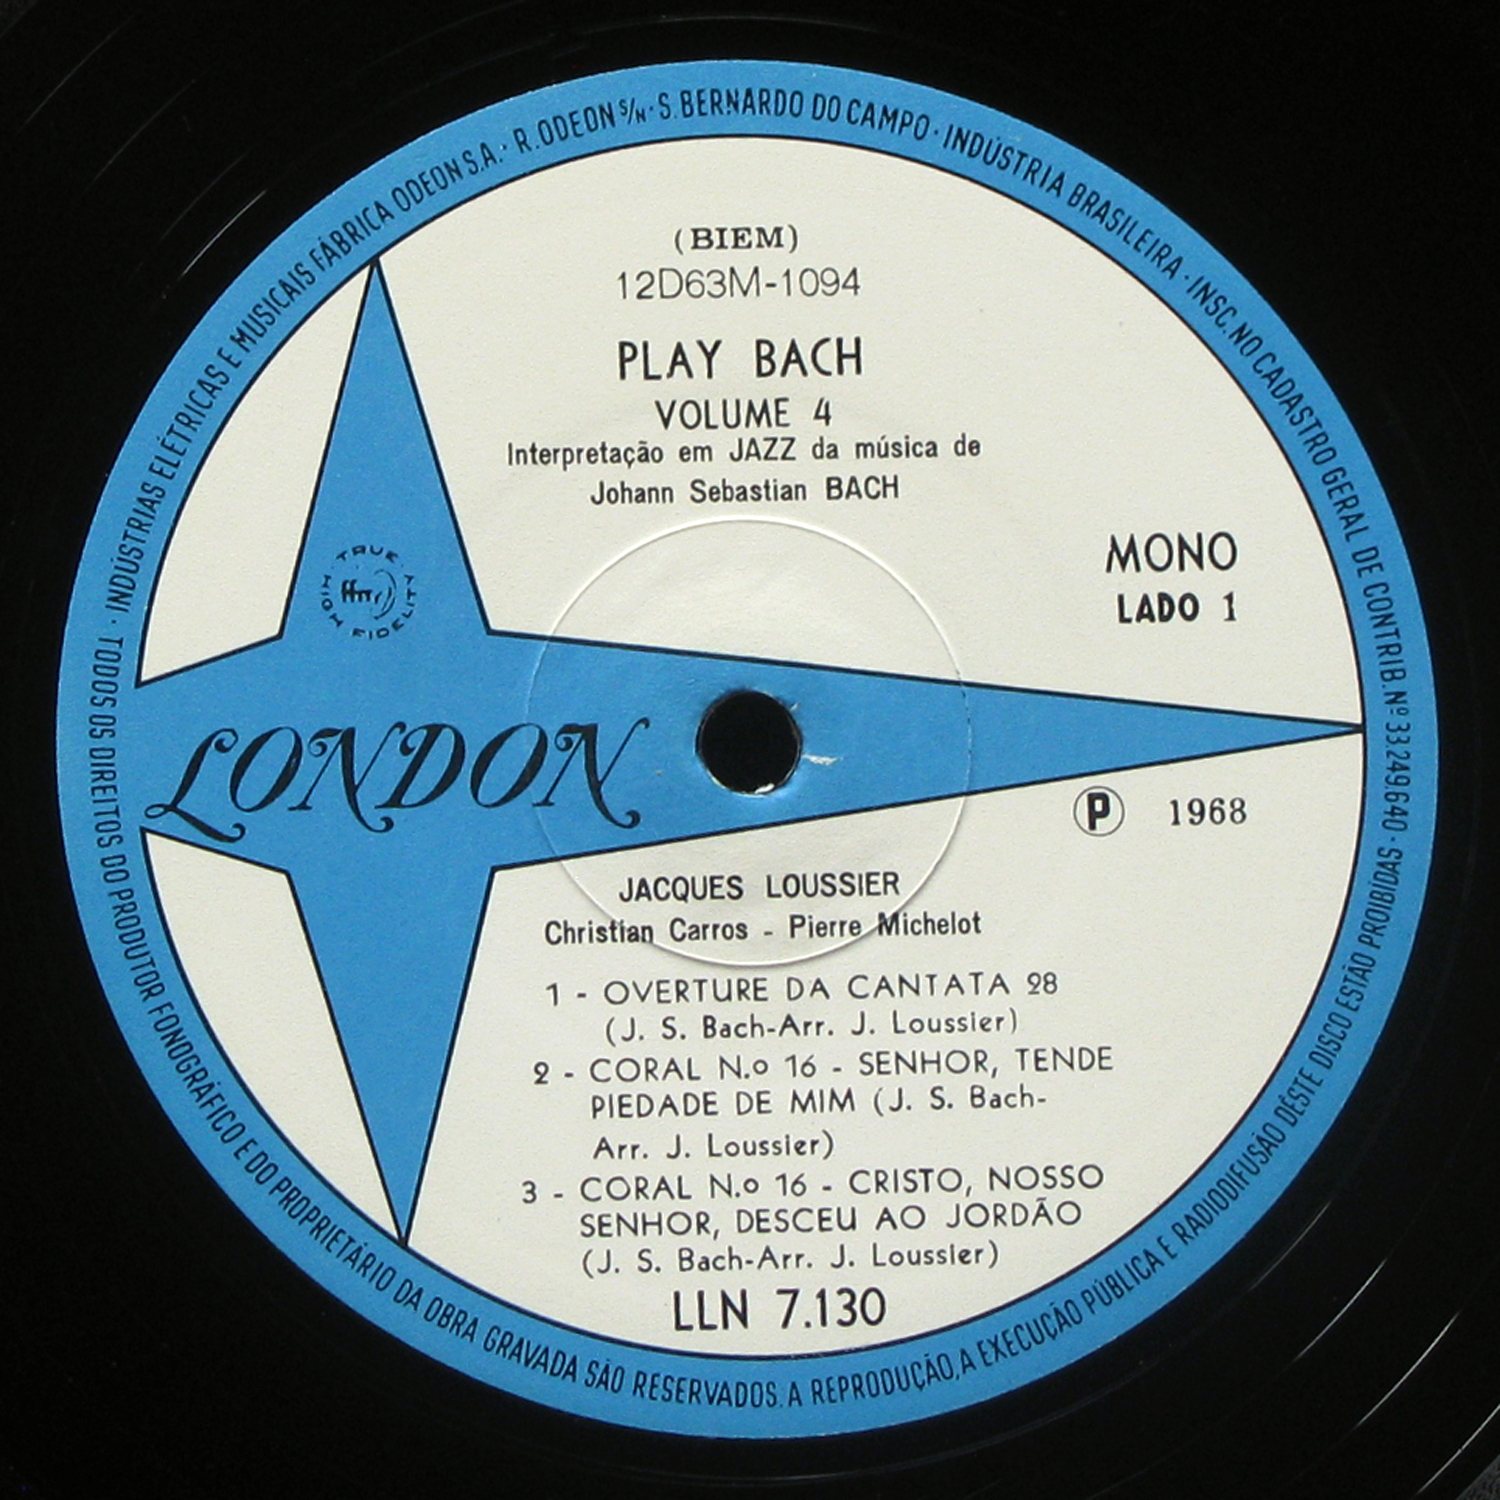 INDÚSTRIAS ELÉTRICAS E MUSICAIS FÁBRICA ODEON S.A. · R. ODEON S/N · S. BERNARDO DO CAMPO · INDÚSTRIA BRASILEIRA · INSC. NO CADASTRO GERAL DE CONTRIB. Nº 33.249.640 ·
TODOS OS DIREITOS DO PRODUTOR FONOGRÁFICO E DO PROPRIETÁRIO DA OBRA GRAVADA SÃO RESERVADOS. A REPRODUÇÃO, A EXECUÇÃO PÚBLICA E RADIODIFUSÃO DÊSTE DISCO ESTÃO PROIBIDAS ·
(BIEM)
12D63M-1094
PLAY BACH
VOLUME 4
Interpretação em JAZZ da música de
Johann Sebastian BACH
TRUE HIGH FIDELITY
ffrr
MONO
LADO 1
LONDON
P 1968
JACQUES LOUSSIER
Christian Carros - Pierre Michelot
1 - OVERTURE DA CANTATA 28
(J. S. Bach-Arr. J. Loussier)
2 - CORAL N.o 16 - SENHOR, TENDE
PIEDADE DE MIM (J. S. Bach-
Arr. J. Loussier)
3 - CORAL N.o 16 - CRISTO, NOSSO
SENHOR, DESCEU AO JORDÃO
(J. S. Bach-Arr. J. Loussier)
LLN 7.130